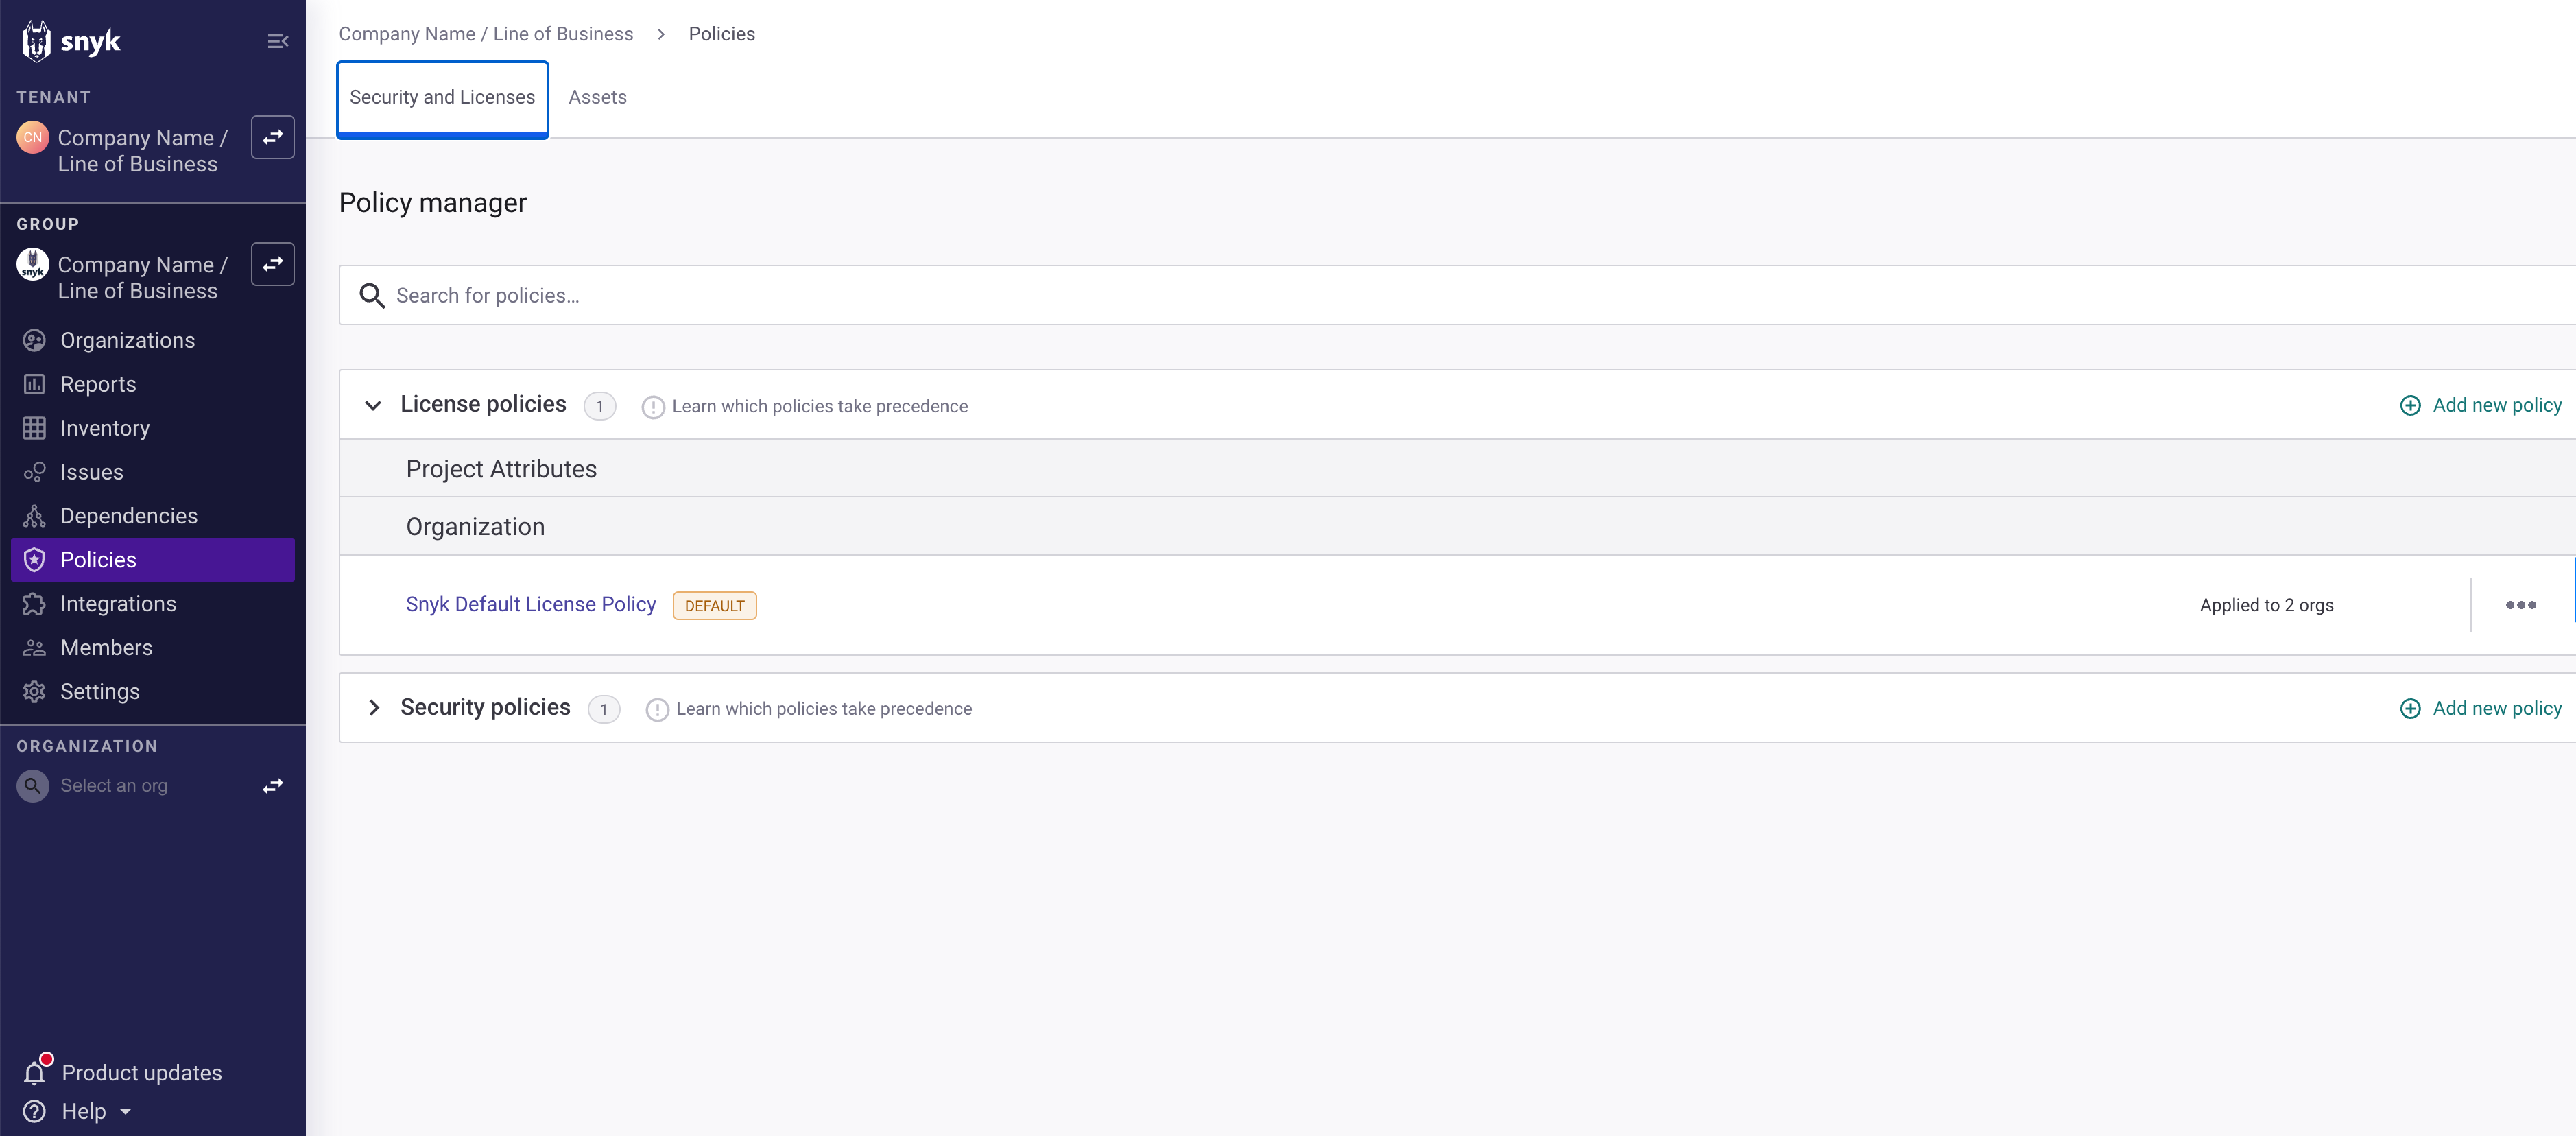 snyk
TENANT
CN
Company Name /
Line of Business
GROUP
snyk
Company Name /
Line of Business
Organizations
Reports
Inventory
Issues
Dependencies
Policies
Integrations
Members
Settings
ORGANIZATION
Select an org
Product updates
Help
Company Name / Line of Business > Policies
Security and Licenses Assets
Policy manager
Search for policies...
License policies 1 Learn which policies take precedence Add new policy
Project Attributes
Organization
Snyk Default License Policy DEFAULT Applied to 2 orgs
Security policies 1 Learn which policies take precedence Add new policy